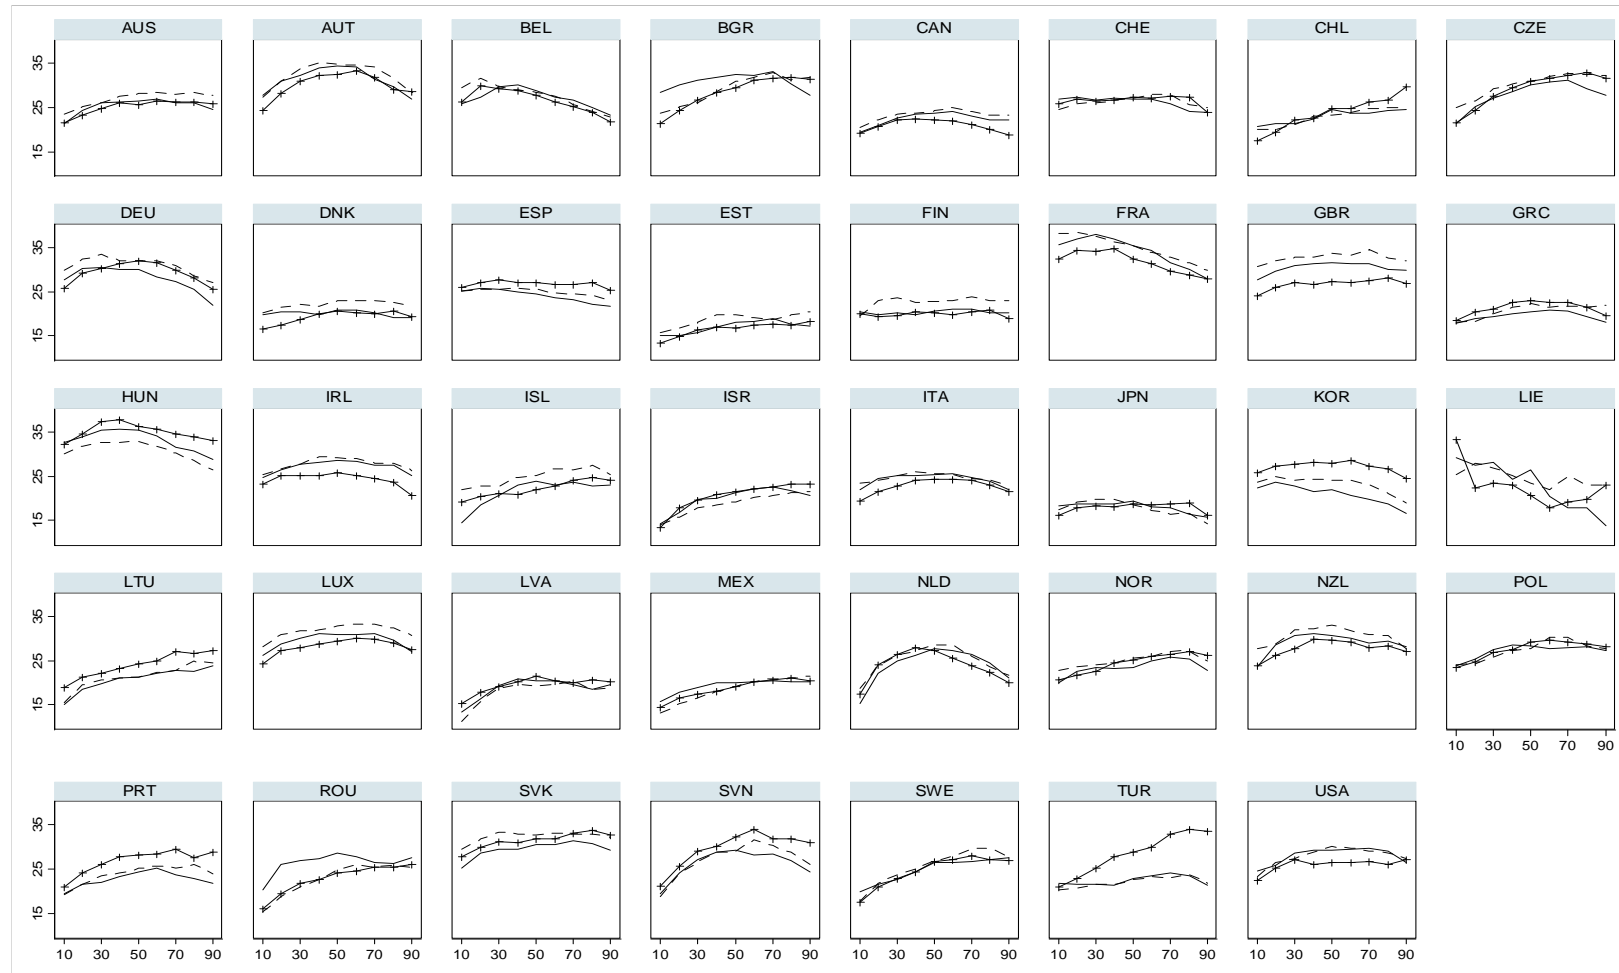 AUS AUT BEL BGR CAN CHE CHL CZE
35
25
15
DEU DNK ESP EST FIN FRA GBR GRC
35
25
15
HUN IRL ISL ISR ITA JPN KOR LIE
35
25
15
LTU LUX LVA MEX NLD NOR NZL POL
35
25
15
10 30 50 70 90
PRT ROU SVK SVN SWE TUR USA
35
25
15
10 30 50 70 90 10 30 50 70 90 10 30 50 70 90 10 30 50 70 90 10 30 50 70 90 10 30 50 70 90 10 30 50 70 90